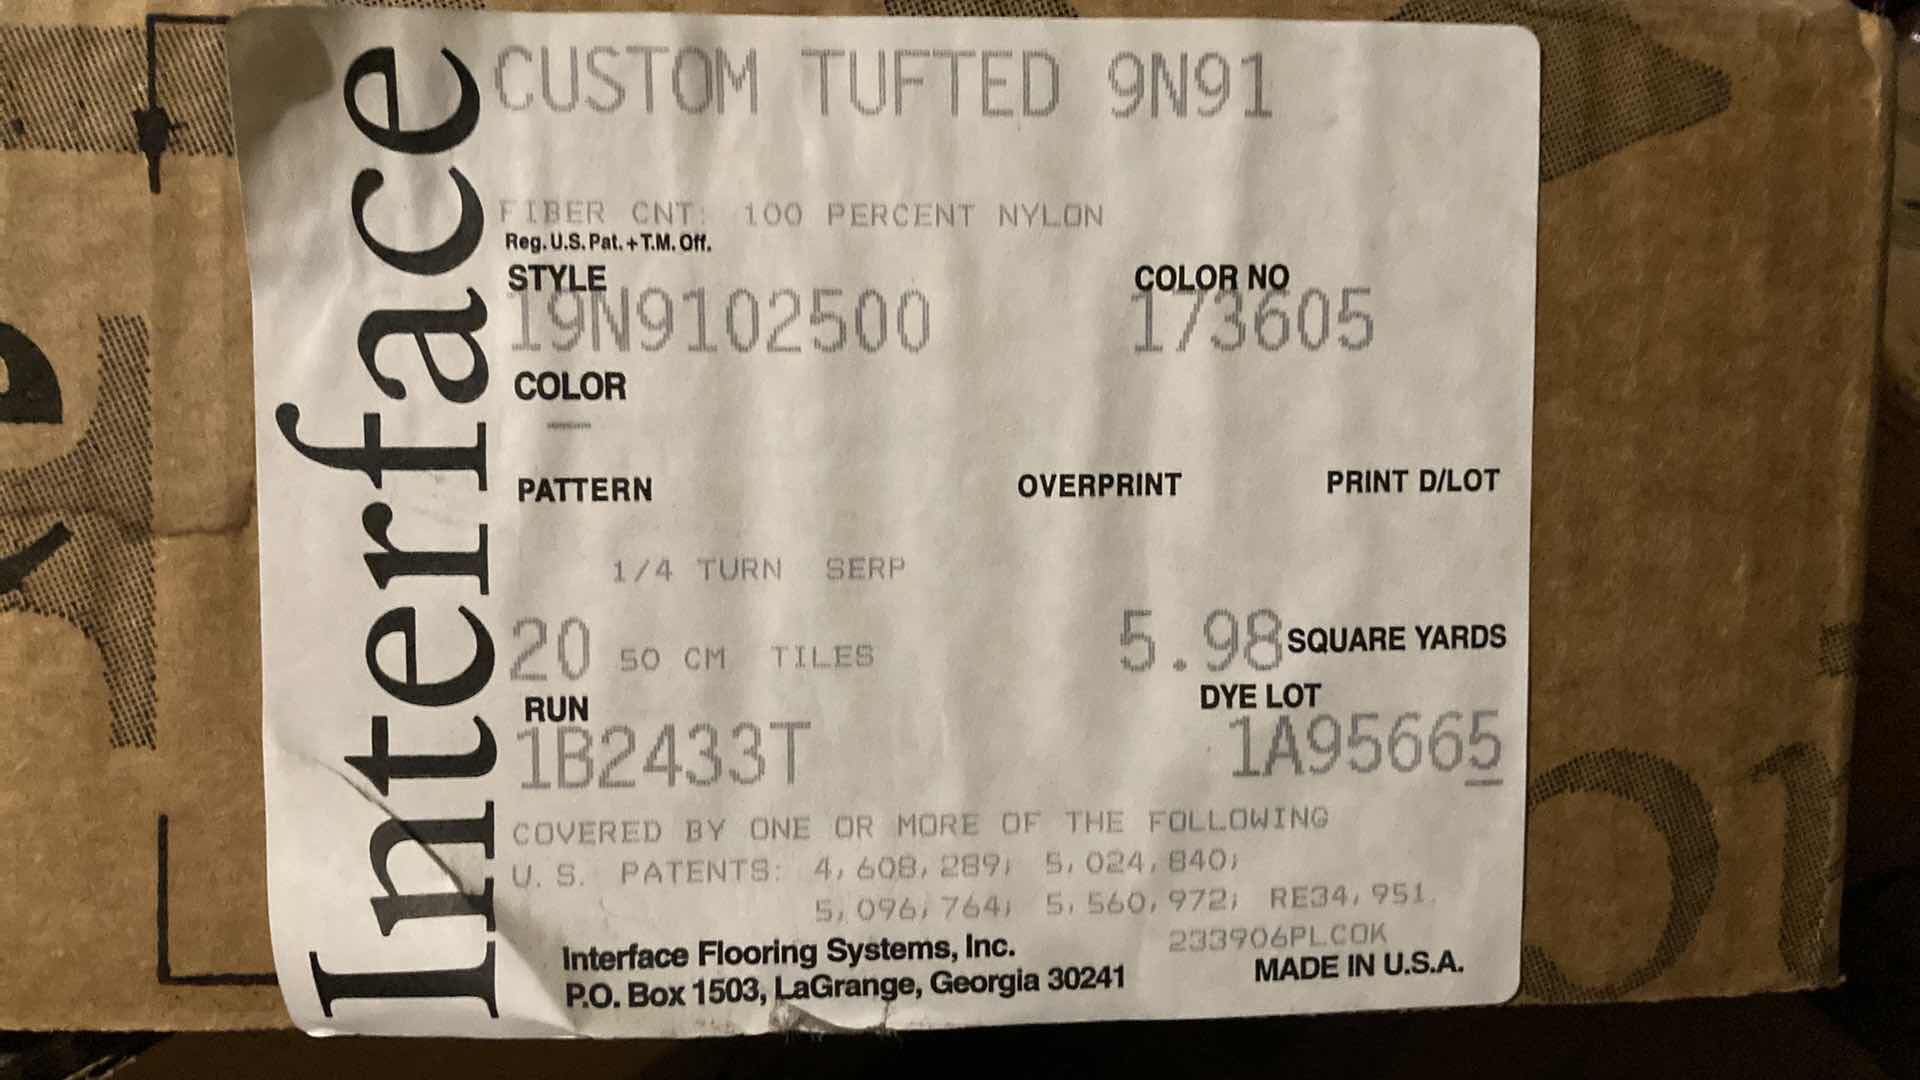 Interface
CUSTOM TUFTED 9N91
FIBER CNT: 100 PERCENT NYLON
Reg. U.S. Pat. + T.M. Off.
STYLE COLOR NO
19N9102500 173605
COLOR
PATTERN OVERPRINT PRINT D/LOT
1/4 TURN SERP
20 50 CM TILES 5.98 SQUARE YARDS
RUN DYE LOT
1B2433T 1A95665
COVERED BY ONE OR MORE OF THE FOLLOWING
U.S. PATENTS: 4,608,289; 5,024,840;
5,096,764; 5,560,972; RE34,951.
233906PLCOK
Interface Flooring Systems, Inc.
P.O. Box 1503, LaGrange, Georgia 30241
MADE IN U.S.A.